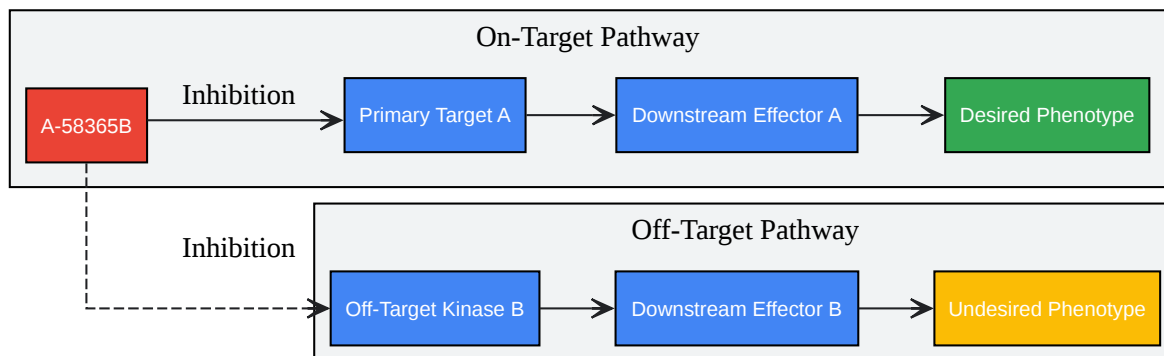 On-Target Pathway
A-58365B
Inhibition
Primary Target A
Downstream Effector A
Desired Phenotype
Off-Target Pathway
Inhibition
Off-Target Kinase B
Downstream Effector B
Undesired Phenotype